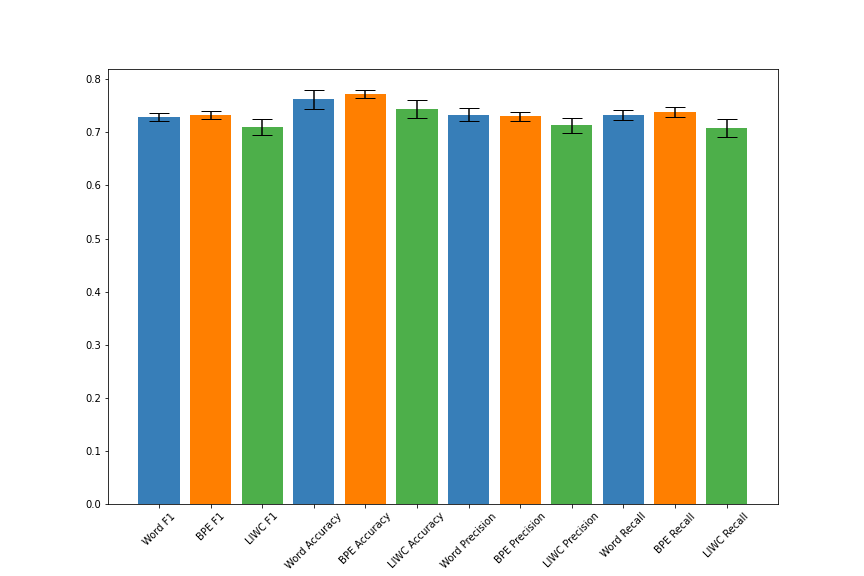 0.8
0.7
0.6
0.5
0.4
0.3
0.2
0.1
0.0
Word F1
BPE F1
LIWC F1
Word Accuracy
BPE Accuracy
LIWC Accuracy
Word Precision
BPE Precision
LIWC Precision
Word Recall
BPE Recall
LIWC Recall